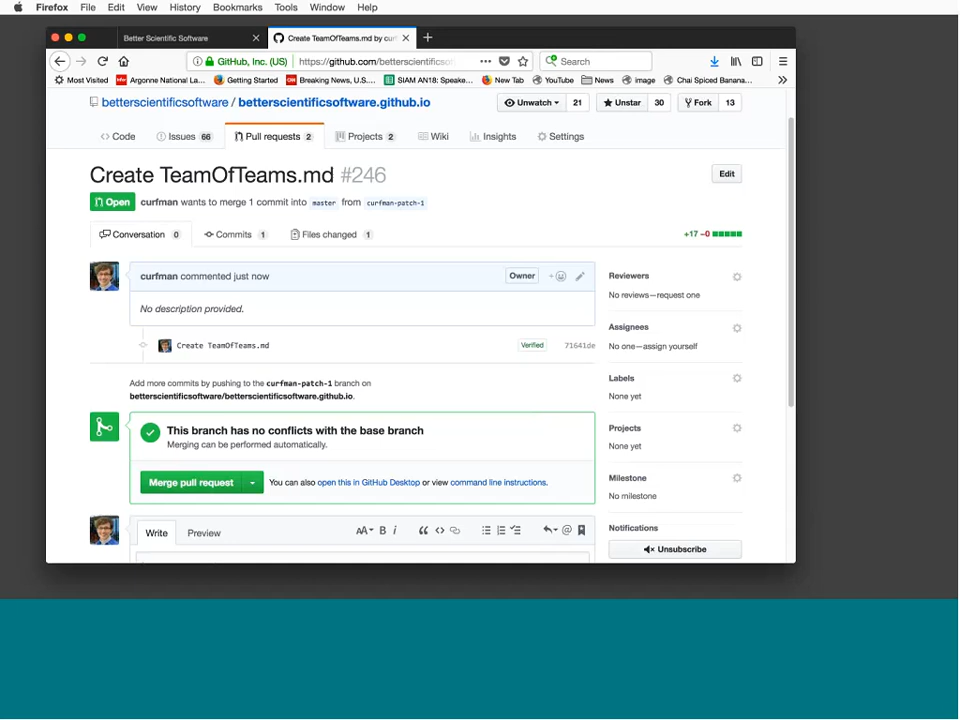 Firefox File Edit View History Bookmarks Tools Window Help
Better Scientific Software × Create TeamOfTeams.md by cur × +
GitHub, Inc. (US) https://github.com/betterscientificso ••• Search
Most Visited Argonne National La... Getting Started Breaking News, U.S.... SIAM AN18: Speake... New Tab YouTube News image Chai Spiced Banana... »
betterscientificsoftware / betterscientificsoftware.github.io Unwatch 21 Unstar 30 Fork 13
Code Issues 66 Pull requests 2 Projects 2 Wiki Insights Settings
Create TeamOfTeams.md #246 Edit
Open curfman wants to merge 1 commit into master from curfman-patch-1
Conversation 0 Commits 1 Files changed 1 +17 −0
curfman commented just now Owner
No description provided.
Create TeamOfTeams.md Verified 71641de
Add more commits by pushing to the curfman-patch-1 branch on
betterscientificsoftware/betterscientificsoftware.github.io.
This branch has no conflicts with the base branch
Merging can be performed automatically.
Merge pull request You can also open this in GitHub Desktop or view command line instructions.
Write Preview AA B i
Reviewers
No reviews—request one
Assignees
No one—assign yourself
Labels
None yet
Projects
None yet
Milestone
No milestone
Notifications
Unsubscribe